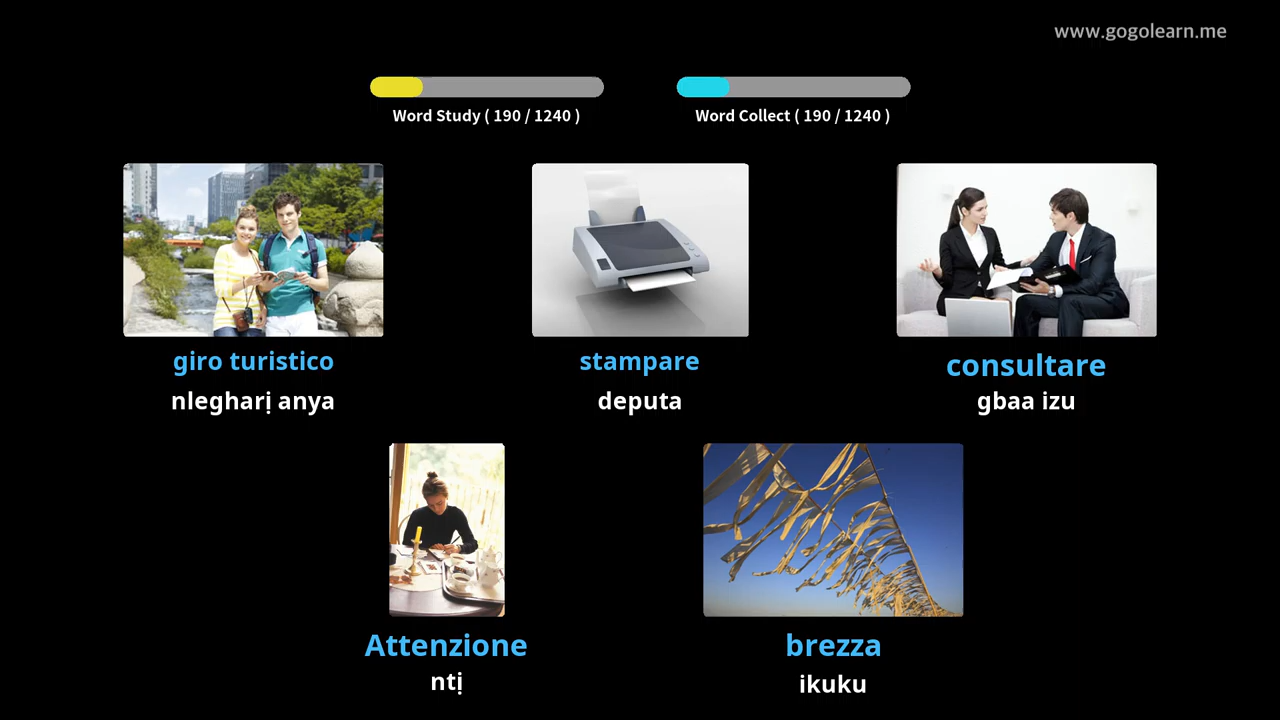 www.gogolearn.me
Word Study ( 190 / 1240 )
Word Collect ( 190 / 1240 )
giro turistico
nlegharị anya
stampare
deputa
consultare
gbaa izu
Attenzione
ntị
brezza
ikuku